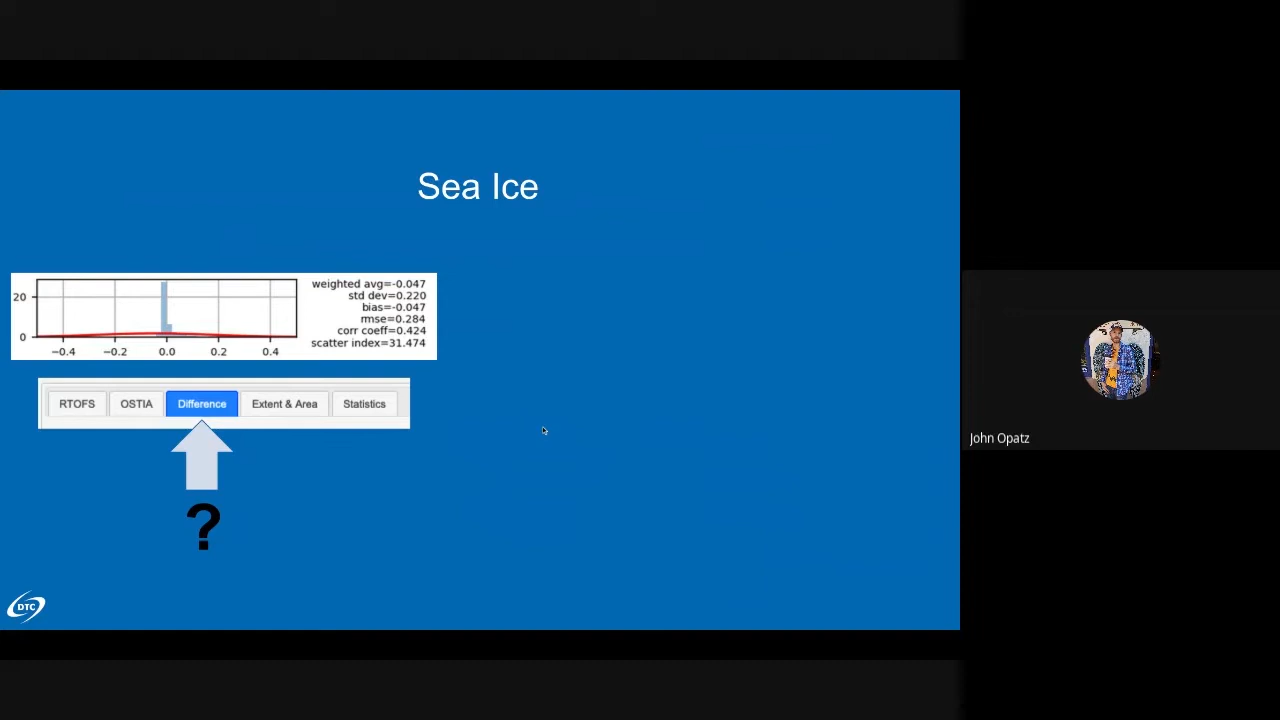 Sea Ice
20
0
−0.4 −0.2 0.0 0.2 0.4
weighted avg=-0.047
std dev=0.220
bias=-0.047
rmse=0.284
corr coeff=0.424
scatter index=31.474
RTOFS OSTIA Difference Extent & Area Statistics
?
DTC
John Opatz